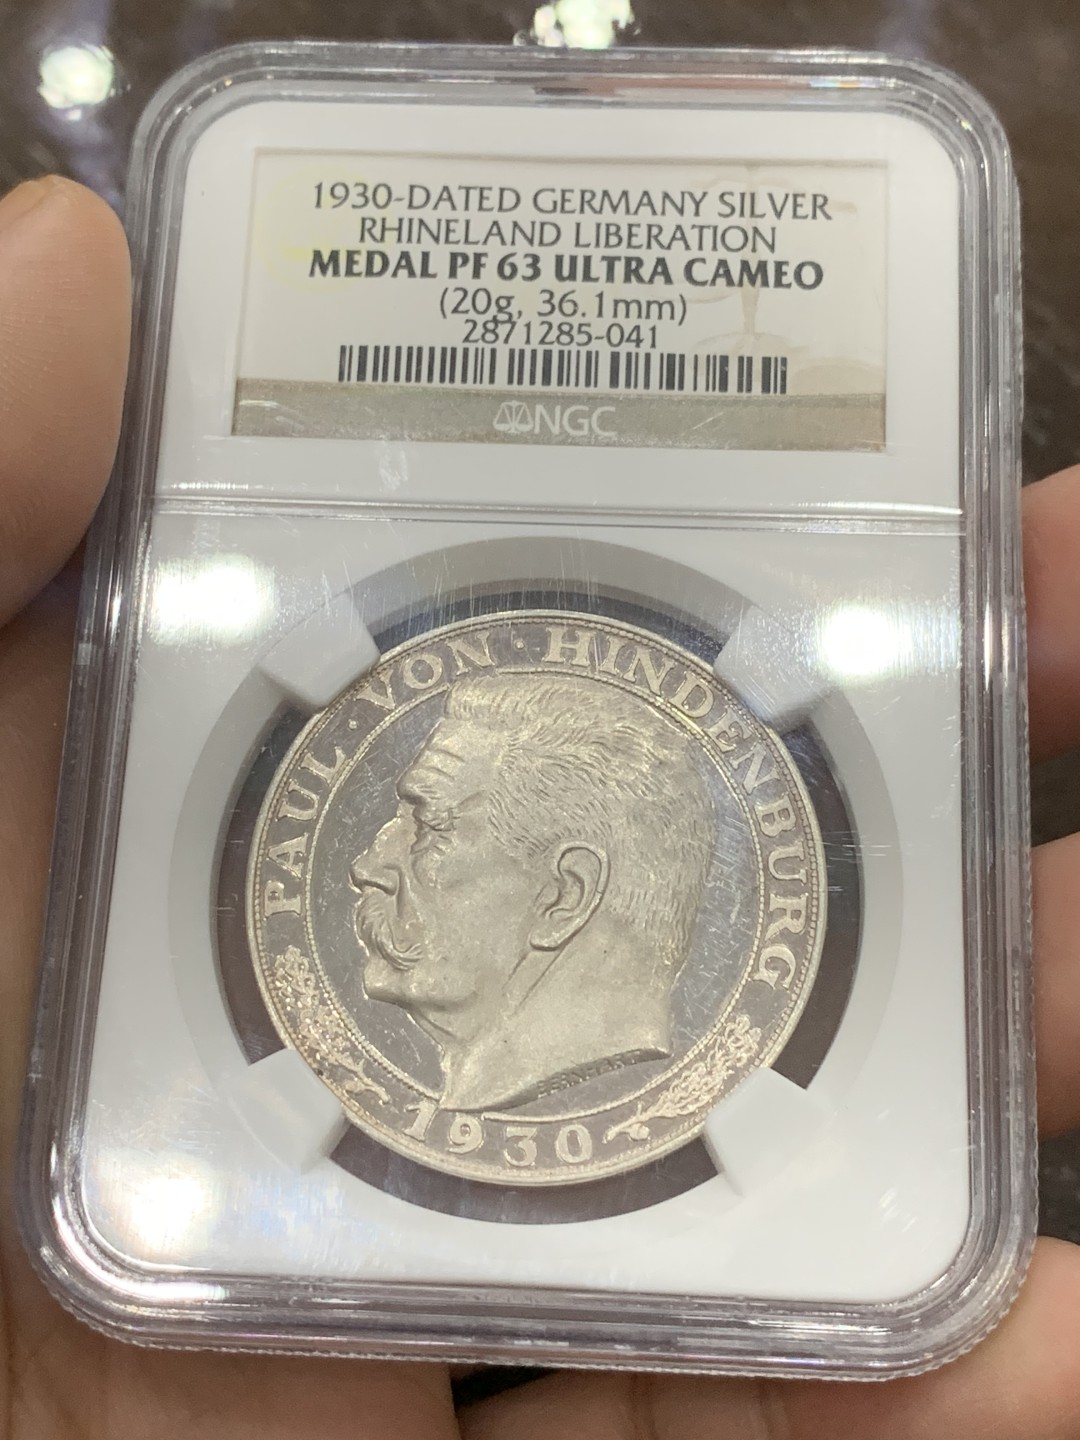 1930-DATED GERMANY SILVER
RHINELAND LIBERATION
MEDAL PF 63 ULTRA CAMEO
(20g, 36.1mm)
2871285-041
NGC
PAUL · VON · HINDENBURG
BERNHART
1930